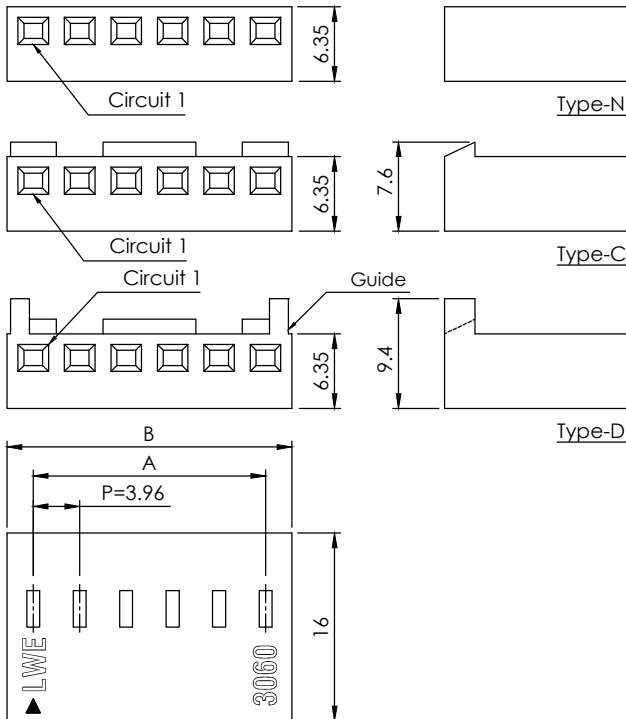 6.35
Circuit 1
Type-N
6.35
7.6
Circuit 1
Type-C
Circuit 1
Guide
6.35
9.4
Type-D
B
A
P=3.96
16
LWE
3060